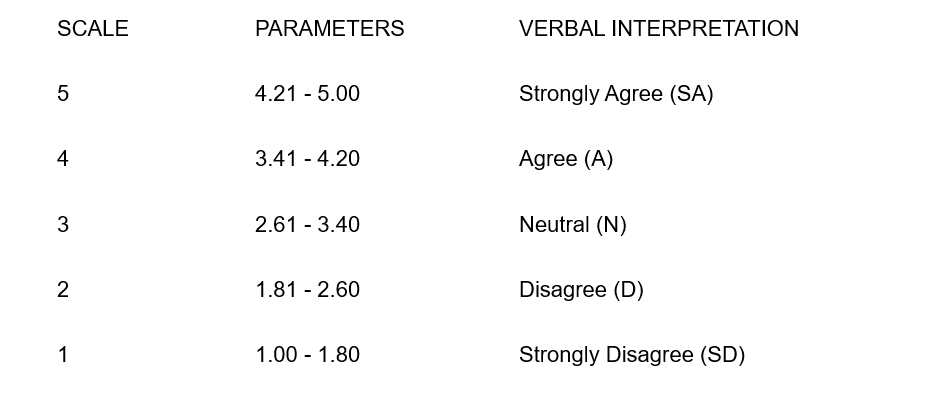 SCALE PARAMETERS VERBAL INTERPRETATION
5 4.21 - 5.00 Strongly Agree (SA)
4 3.41 - 4.20 Agree (A)
3 2.61 - 3.40 Neutral (N)
2 1.81 - 2.60 Disagree (D)
1 1.00 - 1.80 Strongly Disagree (SD)